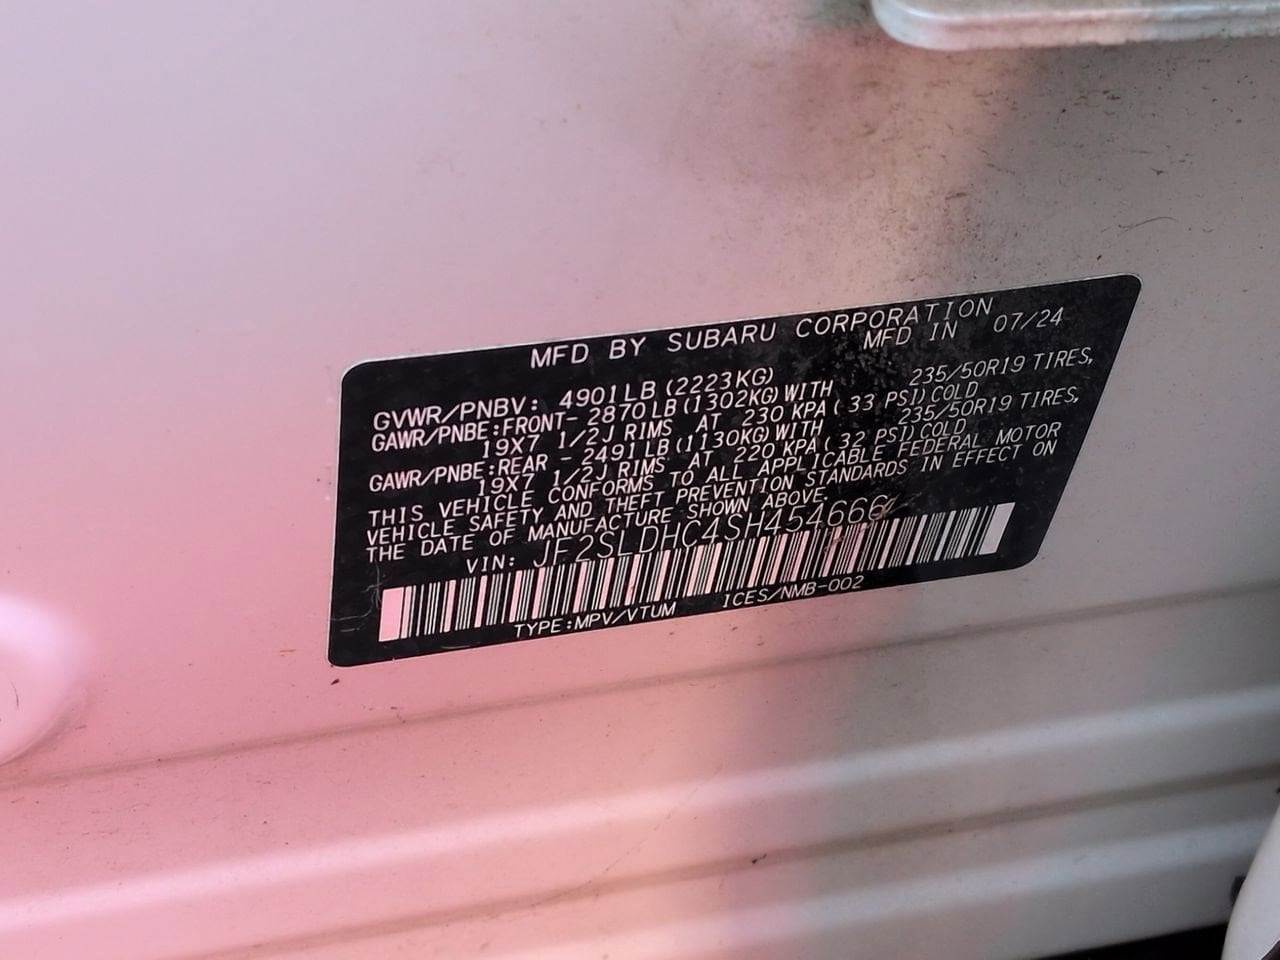 MFD BY SUBARU CORPORATION
MFD IN 07/24
GVWR/PNBV: 4901LB (2223KG)
GAWR/PNBE:FRONT- 2870LB (1302KG) WITH 235/50R19 TIRES,
19X7 1/2J RIMS AT 230 KPA ( 33 PSI) COLD
GAWR/PNBE:REAR - 2491LB (1130KG) WITH 235/50R19 TIRES,
19X7 1/2J RIMS AT 220 KPA ( 32 PSI) COLD
THIS VEHICLE CONFORMS TO ALL APPLICABLE FEDERAL MOTOR
VEHICLE SAFETY AND THEFT PREVENTION STANDARDS IN EFFECT ON
THE DATE OF MANUFACTURE SHOWN ABOVE.
VIN: JF2SLDHC4SH454666
TYPE:MPV/VTUM ICES/NMB-002